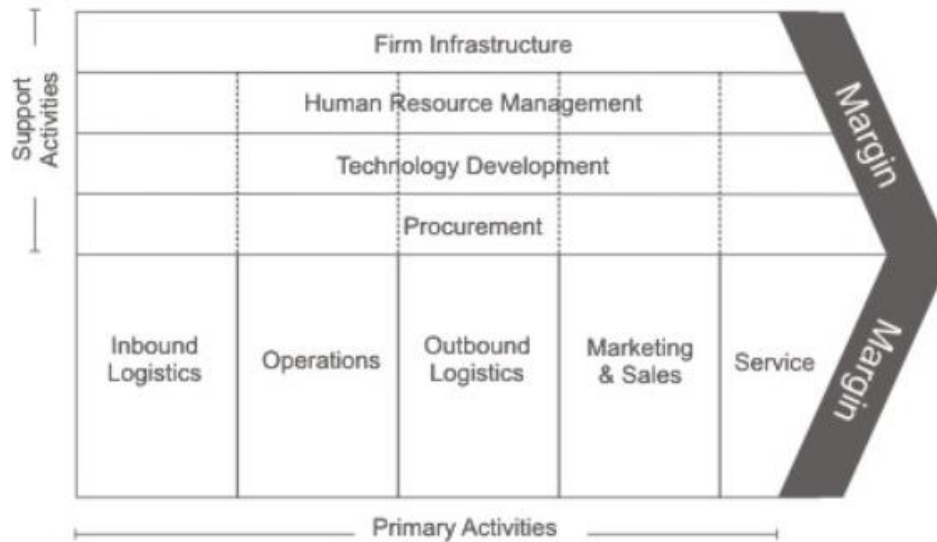 Support
Activities
Firm Infrastructure
Human Resource Management
Technology Development
Procurement
Inbound
Logistics
Operations
Outbound
Logistics
Marketing
& Sales
Service
Margin
Margin
Primary Activities